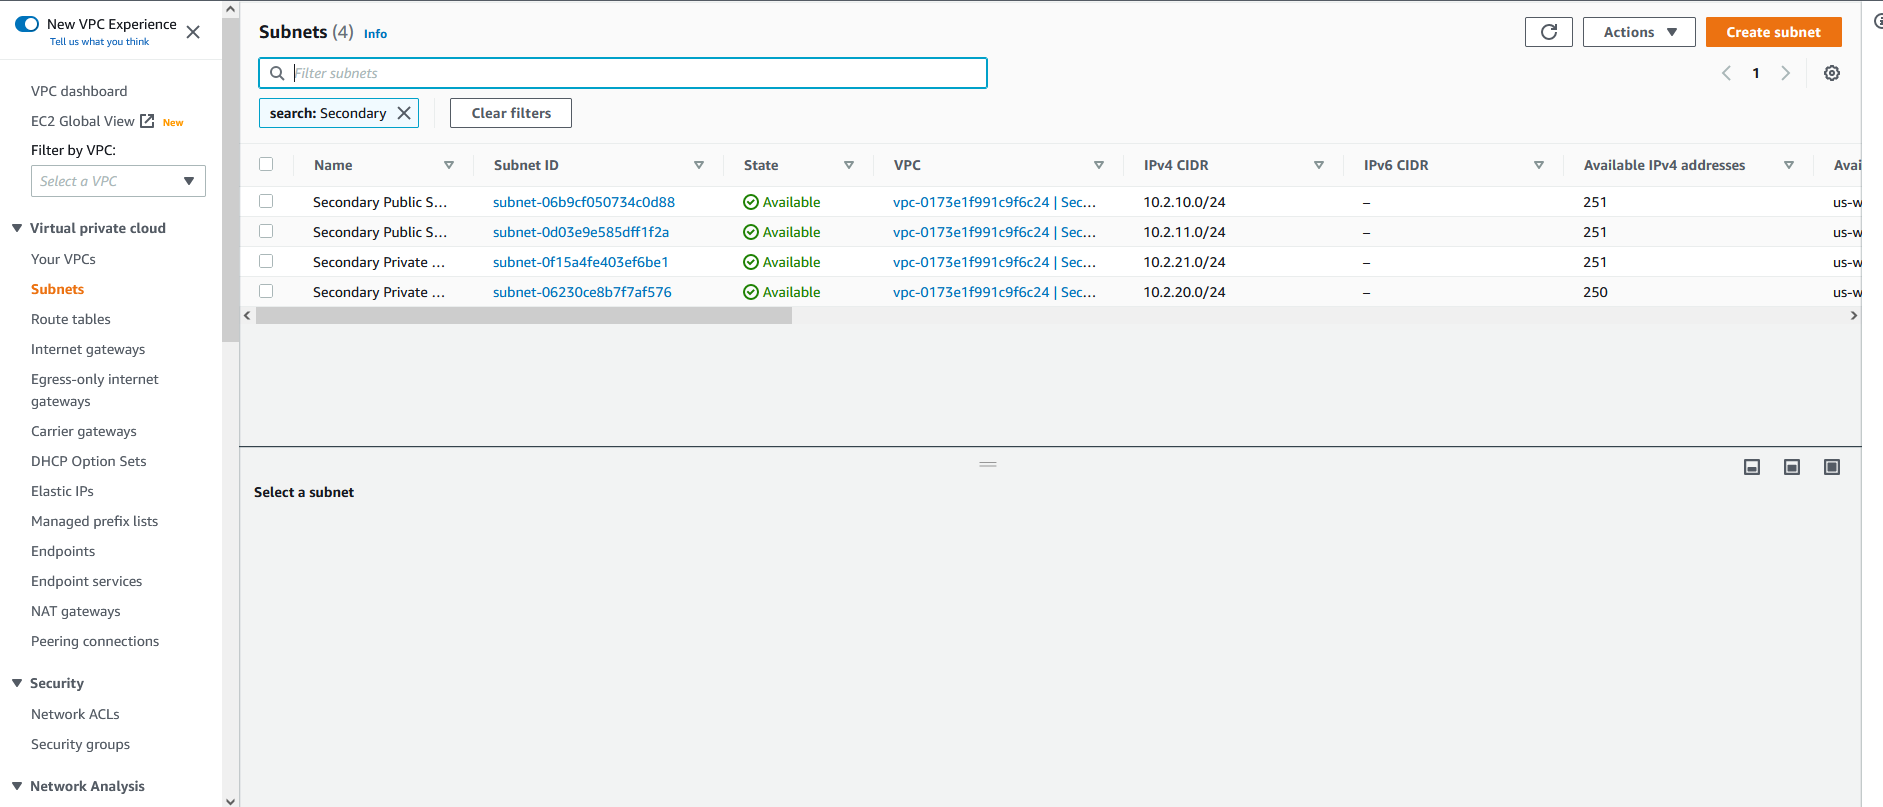 New VPC Experience
Tell us what you think
VPC dashboard
EC2 Global View New
Filter by VPC:
Select a VPC
Virtual private cloud
Your VPCs
Subnets
Route tables
Internet gateways
Egress-only internet
gateways
Carrier gateways
DHCP Option Sets
Elastic IPs
Managed prefix lists
Endpoints
Endpoint services
NAT gateways
Peering connections
Security
Network ACLs
Security groups
Network Analysis
Subnets (4) Info
Actions
Create subnet
Filter subnets
1
search: Secondary
Clear filters
Name Subnet ID State VPC IPv4 CIDR IPv6 CIDR Available IPv4 addresses Avai
Secondary Public S... subnet-06b9cf050734c0d88 Available vpc-0173e1f991c9f6c24 | Sec... 10.2.10.0/24 – 251 us-w
Secondary Public S... subnet-0d03e9e585dff1f2a Available vpc-0173e1f991c9f6c24 | Sec... 10.2.11.0/24 – 251 us-w
Secondary Private ... subnet-0f15a4fe403ef6be1 Available vpc-0173e1f991c9f6c24 | Sec... 10.2.21.0/24 – 251 us-w
Secondary Private ... subnet-06230ce8b7f7af576 Available vpc-0173e1f991c9f6c24 | Sec... 10.2.20.0/24 – 250 us-w
Select a subnet